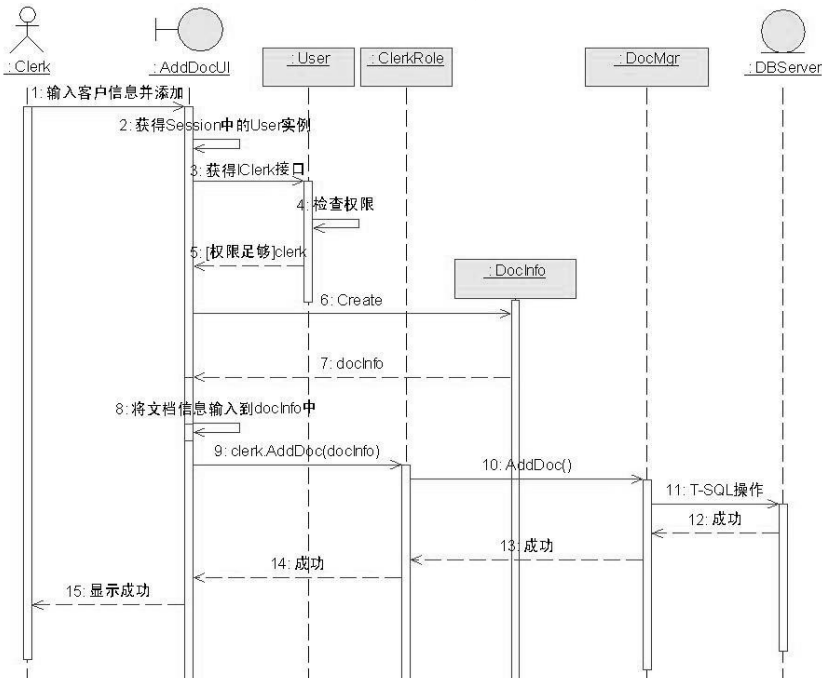 : Clerk
: AddDocUI
: User
: ClerkRole
: DocMgr
: DBServer
1: 输入客户信息并添加
2: 获得Session中的User实例
3: 获得IClerk接口
4: 检查权限
5: [权限足够]clerk
: DocInfo
6: Create
7: docInfo
8: 将文档信息输入到docInfo中
9: clerk.AddDoc(docInfo)
10: AddDoc()
11: T-SQL操作
12: 成功
13: 成功
14: 成功
15: 显示成功